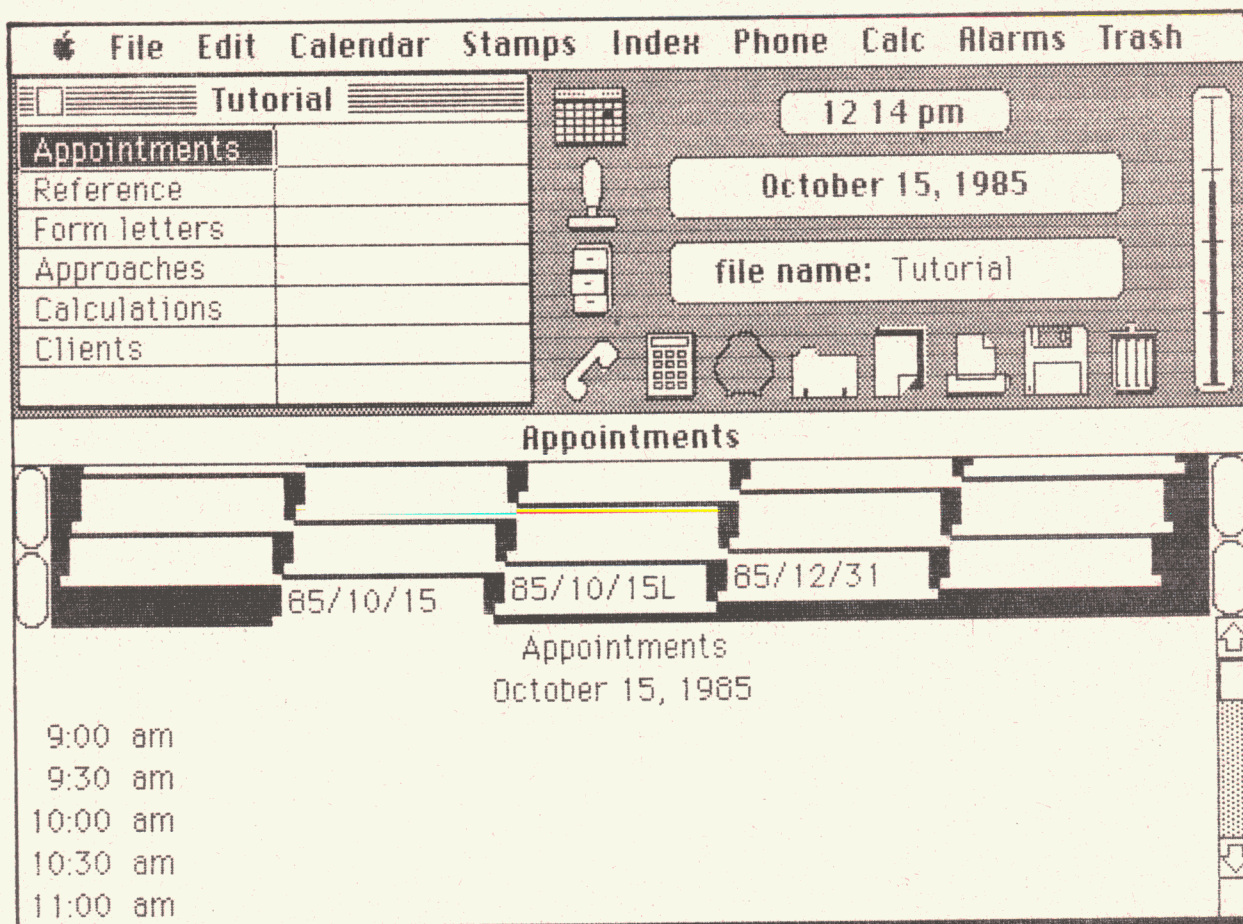 File Edit Calendar Stamps Index Phone Calc Alarms Trash
Tutorial
Appointments
Reference
Form letters
Approaches
Calculations
Clients
12 14 pm
October 15, 1985
file name: Tutorial
Appointments
85/10/15 85/10/15L 85/12/31
Appointments
October 15, 1985
9:00 am
9:30 am
10:00 am
10:30 am
11:00 am